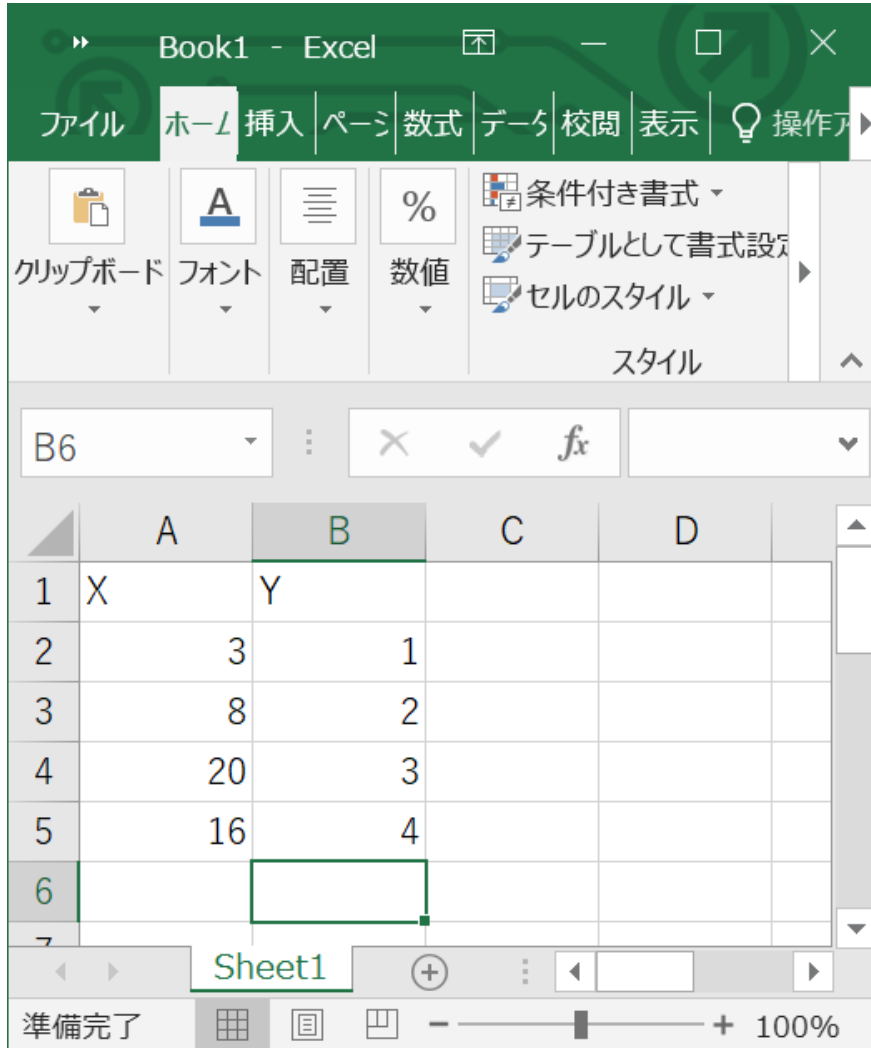 Book1 - Excel
ファイル ホーム 挿入 ページ 数式 データ 校閲 表示 操作ア
条件付き書式
テーブルとして書式設定
セルのスタイル
クリップボード フォント 配置 数値
スタイル
B6 fx
A B C D
1 X Y
2 3 1
3 8 2
4 20 3
5 16 4
6
Sheet1
準備完了 100%